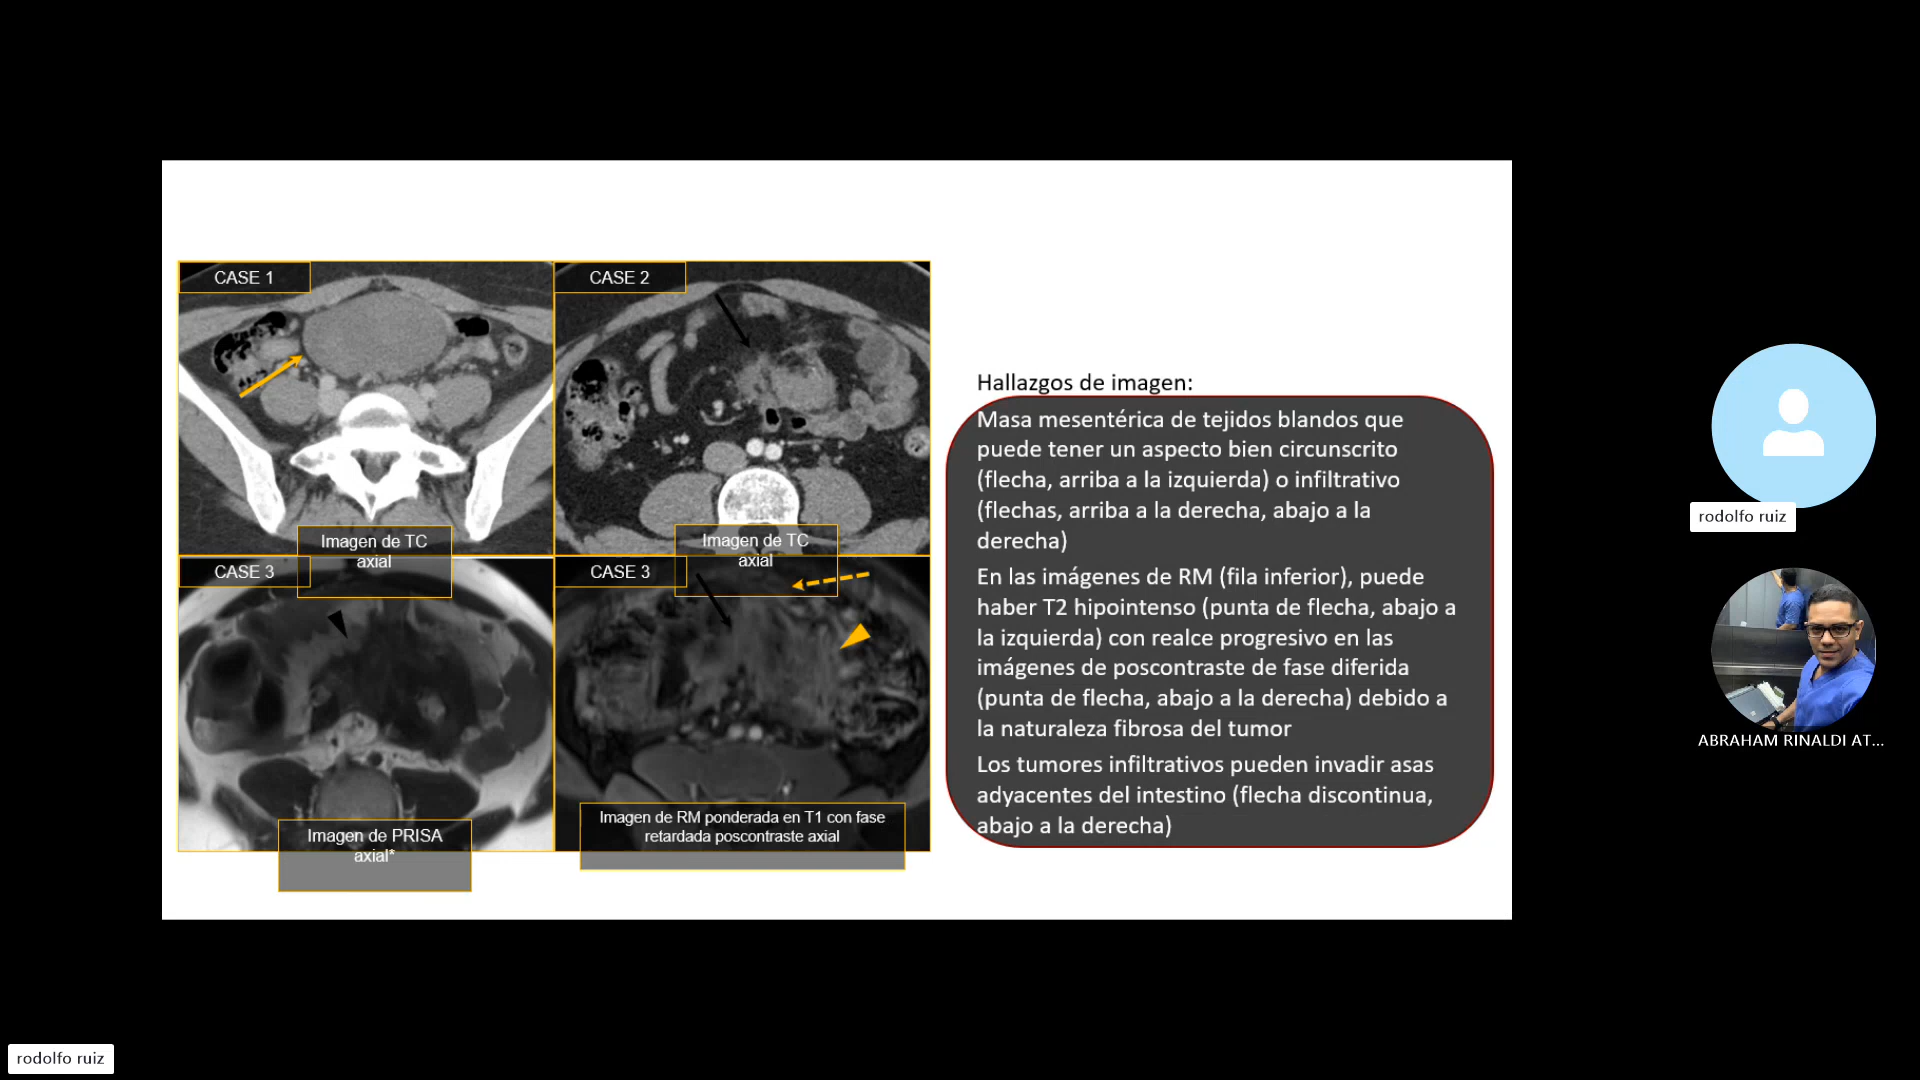 CASE 1
CASE 2
Imagen de TC
axial
Imagen de TC
axial
CASE 3
CASE 3
Imagen de PRISA
axial*
Imagen de RM ponderada en T1 con fase
retardada poscontraste axial
Hallazgos de imagen:
Masa mesentérica de tejidos blandos que
puede tener un aspecto bien circunscrito
(flecha, arriba a la izquierda) o infiltrativo
(flechas, arriba a la derecha, abajo a la
derecha)
En las imágenes de RM (fila inferior), puede
haber T2 hipointenso (punta de flecha, abajo a
la izquierda) con realce progresivo en las
imágenes de poscontraste de fase diferida
(punta de flecha, abajo a la derecha) debido a
la naturaleza fibrosa del tumor
Los tumores infiltrativos pueden invadir asas
adyacentes del intestino (flecha discontinua,
abajo a la derecha)
rodolfo ruiz
ABRAHAM RINALDI AT...
rodolfo ruiz